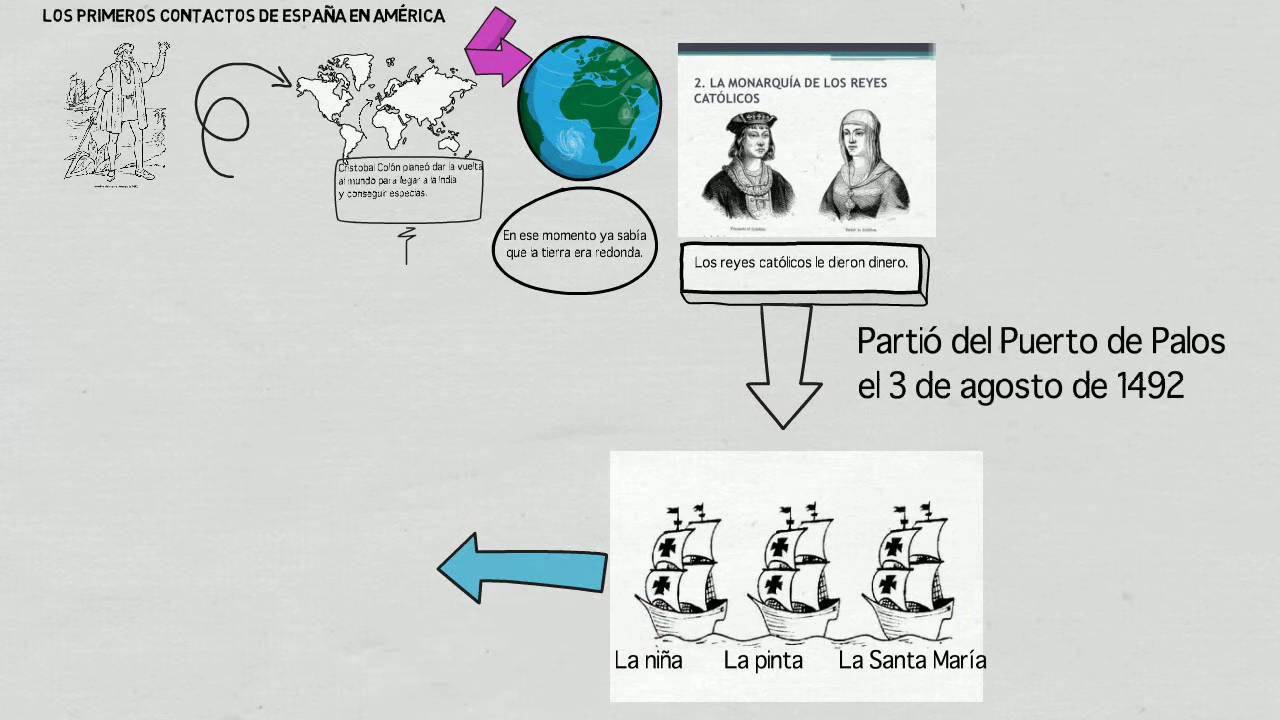 LOS PRIMEROS CONTACTOS DE ESPAÑA EN AMÉRICA
Cristobal Colón planeó dar la vuelta
al mundo para llegar a la India
y conseguir especias.
En ese momento ya sabía
que la tierra era redonda.
2. LA MONARQUÍA DE LOS REYES
CATÓLICOS
Los reyes católicos le dieron dinero.
Partió del Puerto de Palos
el 3 de agosto de 1492
La niña
La pinta
La Santa María